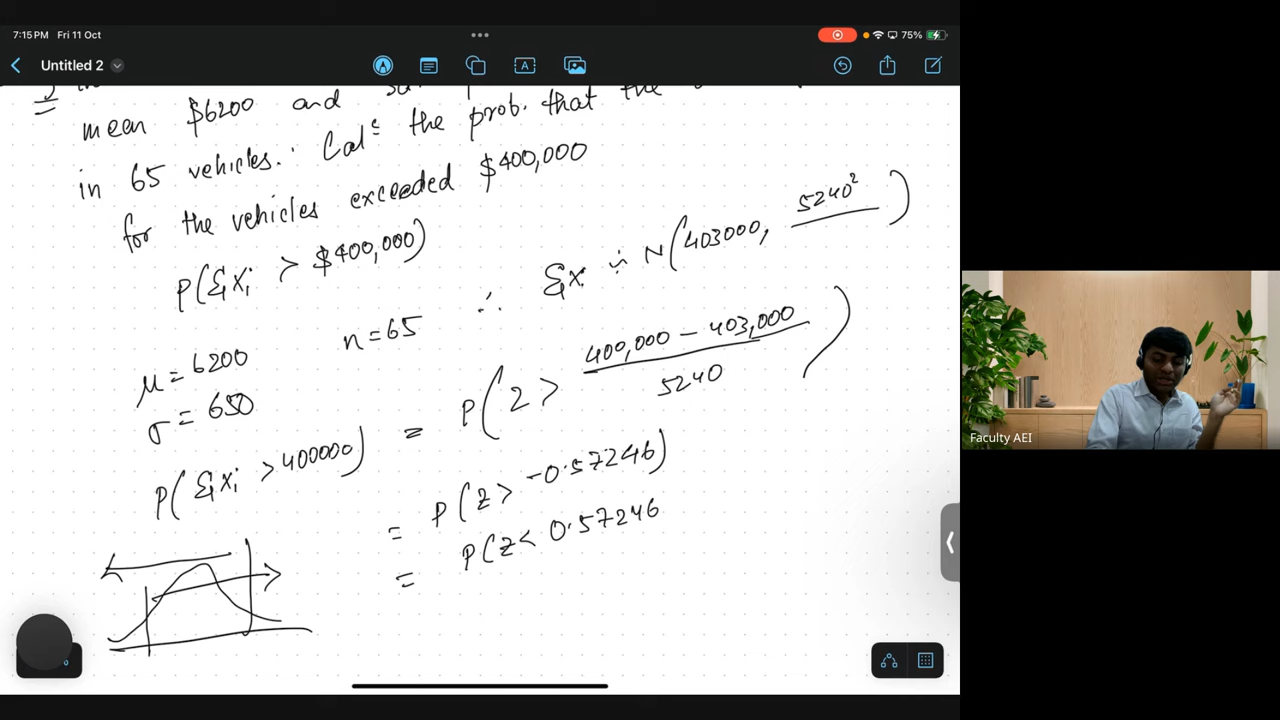 7:15 PM Fri 11 Oct
75%
Untitled 2
mean $6200 and the
in 65 vehicles. Calc the prob. that
for the vehicles exceeded $400,000
P(Σxi > $400,000)
∴ Σxi ∻ N(403000, 5240²)
μ = 6200 n = 65
σ = 650
P(Σxi > 400000) = P(Z > 400,000 - 403,000 / 5240)
= P(Z > -0.57246)
= P(Z < 0.57246
Faculty AEI